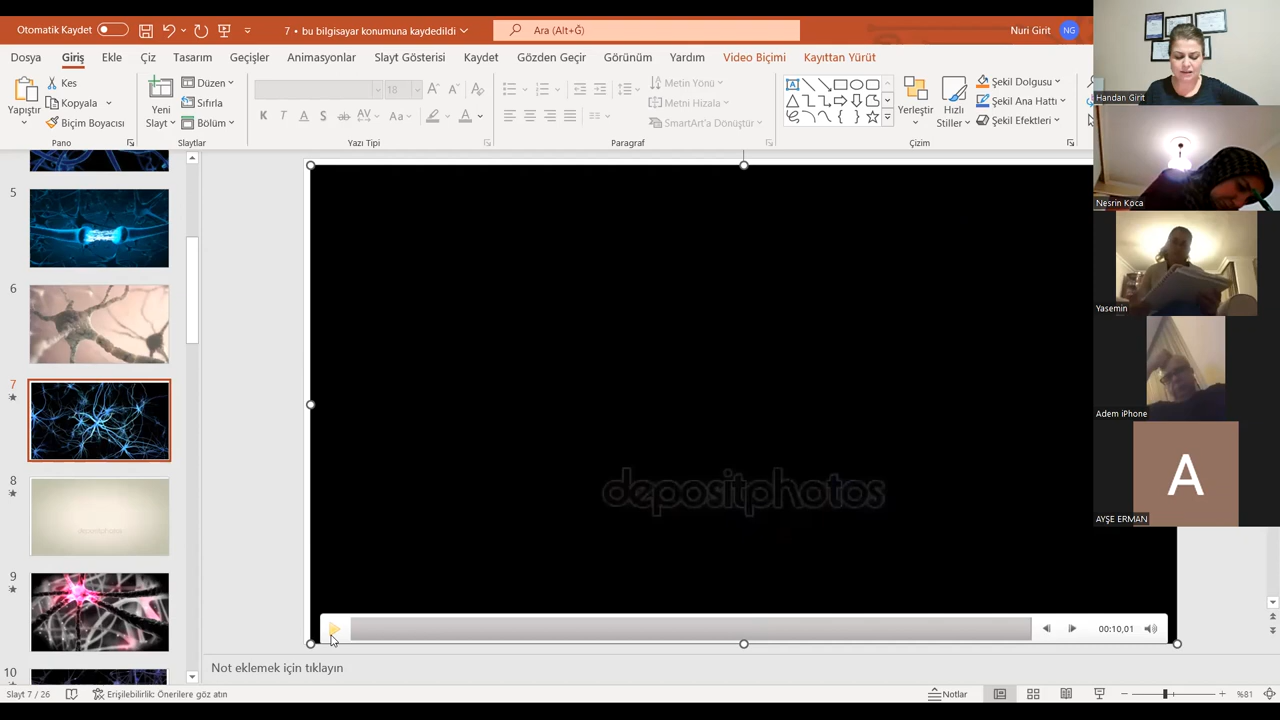 Otomatik Kaydet
7 • bu bilgisayar konumuna kaydedildi
Ara (Alt+Ğ)
Nuri Girit
NG
Dosya
Giriş
Ekle
Çiz
Tasarım
Geçişler
Animasyonlar
Slayt Gösterisi
Kaydet
Gözden Geçir
Görünüm
Yardım
Video Biçimi
Kayıttan Yürüt
Yapıştır
Kes
Kopyala
Biçim Boyacısı
Pano
Yeni
Slayt
Düzen
Sıfırla
Bölüm
Slaytlar
18
K
T
A
S
ab
AV
Aa
A
Yazı Tipi
Metin Yönü
Metni Hizala
SmartArt'a Dönüştür
Paragraf
Yerleştir
Hızlı
Stiller
Şekil Dolgusu
Şekil Ana Hattı
Şekil Efektleri
Çizim
5
6
7
8
9
10
depositphotos
00:10,01
Not eklemek için tıklayın
Slayt 7 / 26
Erişilebilirlik: Önerilere göz atın
Notlar
%81
Handan Girit
Nesrin Koca
Yasemin
Adem iPhone
A
AYŞE ERMAN